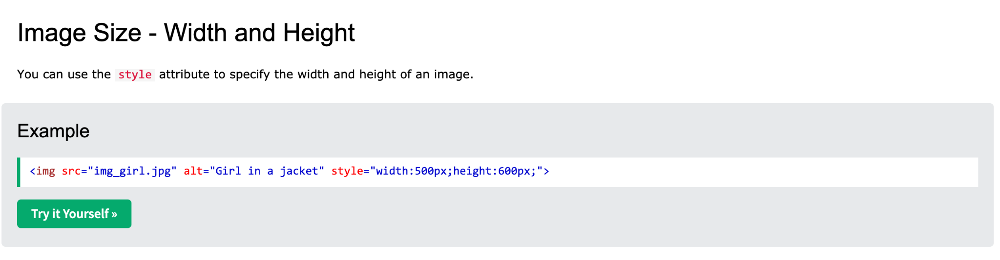 Image Size - Width and Height
You can use the style attribute to specify the width and height of an image.
Example
<img src="img_girl.jpg" alt="Girl in a jacket" style="width:500px;height:600px;">
Try it Yourself »